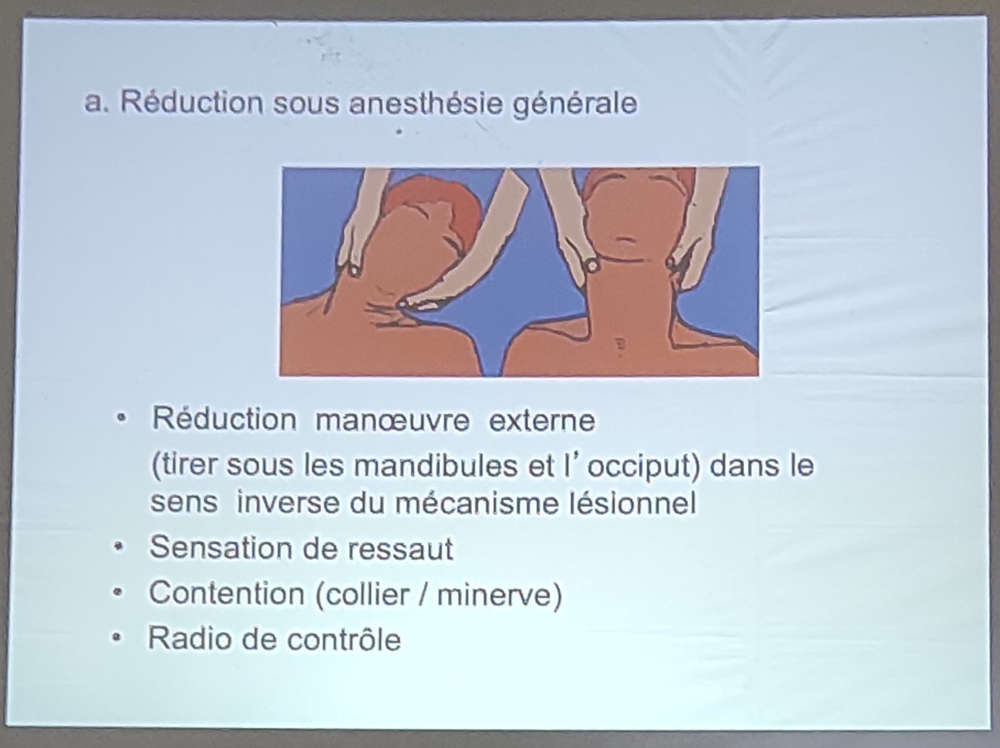 a. Réduction sous anesthésie générale
• Réduction manœuvre externe
(tirer sous les mandibules et l’ occiput) dans le
sens inverse du mécanisme lésionnel
• Sensation de ressaut
• Contention (collier / minerve)
• Radio de contrôle